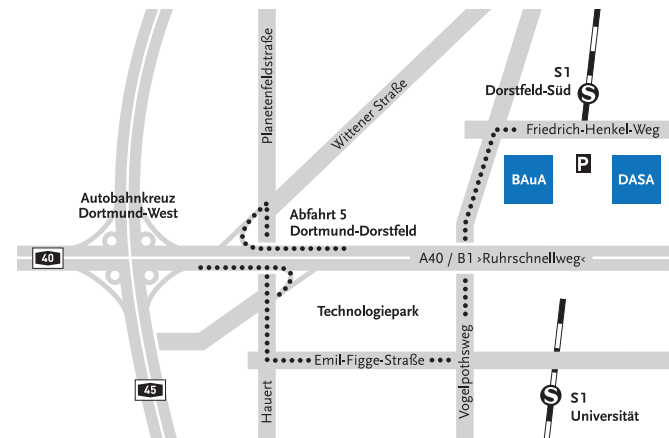 Planetenfeldstraße
Wittener Straße
S1
Dorstfeld-Süd
S
Friedrich-Henkel-Weg
P
BAuA
DASA
Autobahnkreuz
Dortmund-West
Abfahrt 5
Dortmund-Dorstfeld
40
A40 / B1 ›Ruhrschnellweg‹
Technologiepark
Emil-Figge-Straße
Vogelpothsweg
Hauert
45
S
S1
Universität